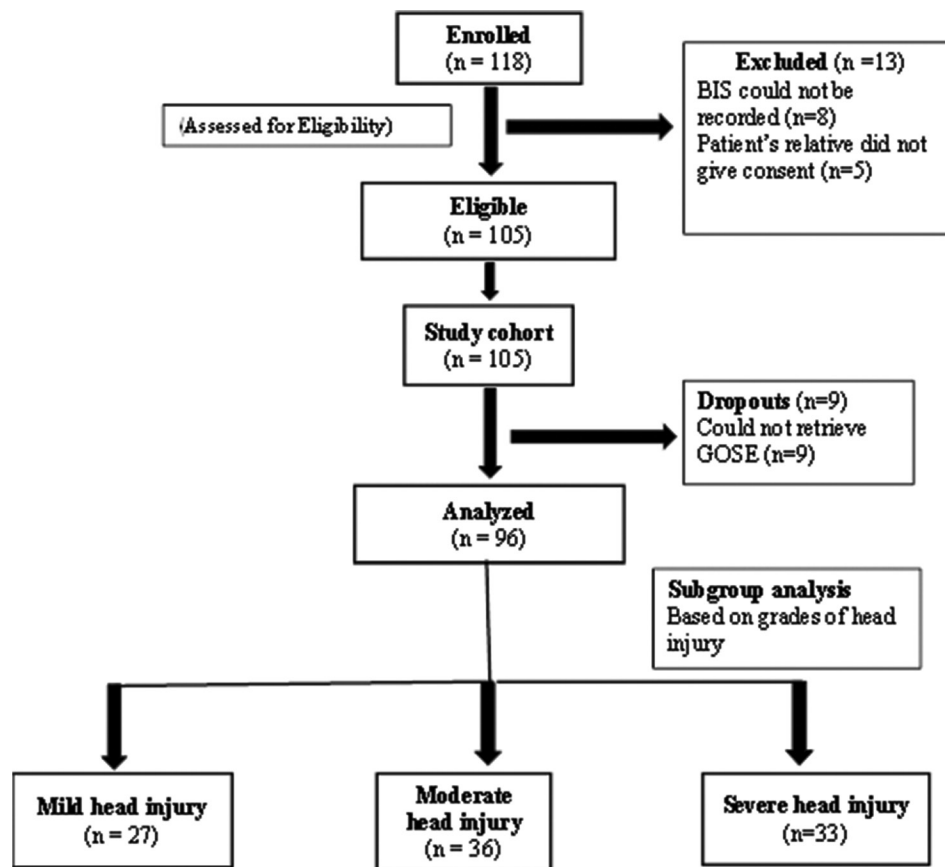 Enrolled
(n = 118)
Excluded (n =13)
BIS could not be
recorded (n=8)
Patient's relative did not
give consent (n=5)
(Assessed for Eligibility)
Eligible
(n = 105)
Study cohort
(n = 105)
Dropouts (n=9)
Could not retrieve
GOSE (n=9)
Analyzed
(n = 96)
Subgroup analysis
Based on grades of head
injury
Mild head injury
(n = 27)
Moderate
head injury
(n = 36)
Severe head injury
(n=33)